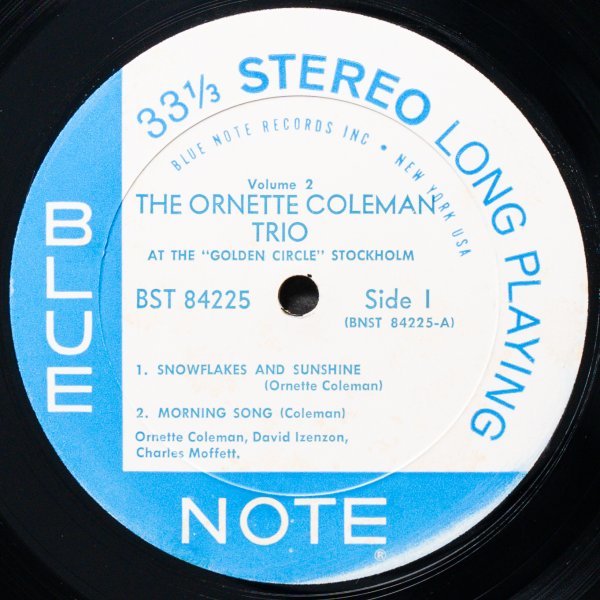 33⅓ STEREO LONG PLAYING
BLUE NOTE RECORDS INC • NEW YORK USA
Volume 2
THE ORNETTE COLEMAN
TRIO
AT THE "GOLDEN CIRCLE" STOCKHOLM
BST 84225 Side 1
(BNST 84225-A)
1. SNOWFLAKES AND SUNSHINE
(Ornette Coleman)
2. MORNING SONG (Coleman)
Ornette Coleman, David Izenzon,
Charles Moffett.
BLUE
NOTE®